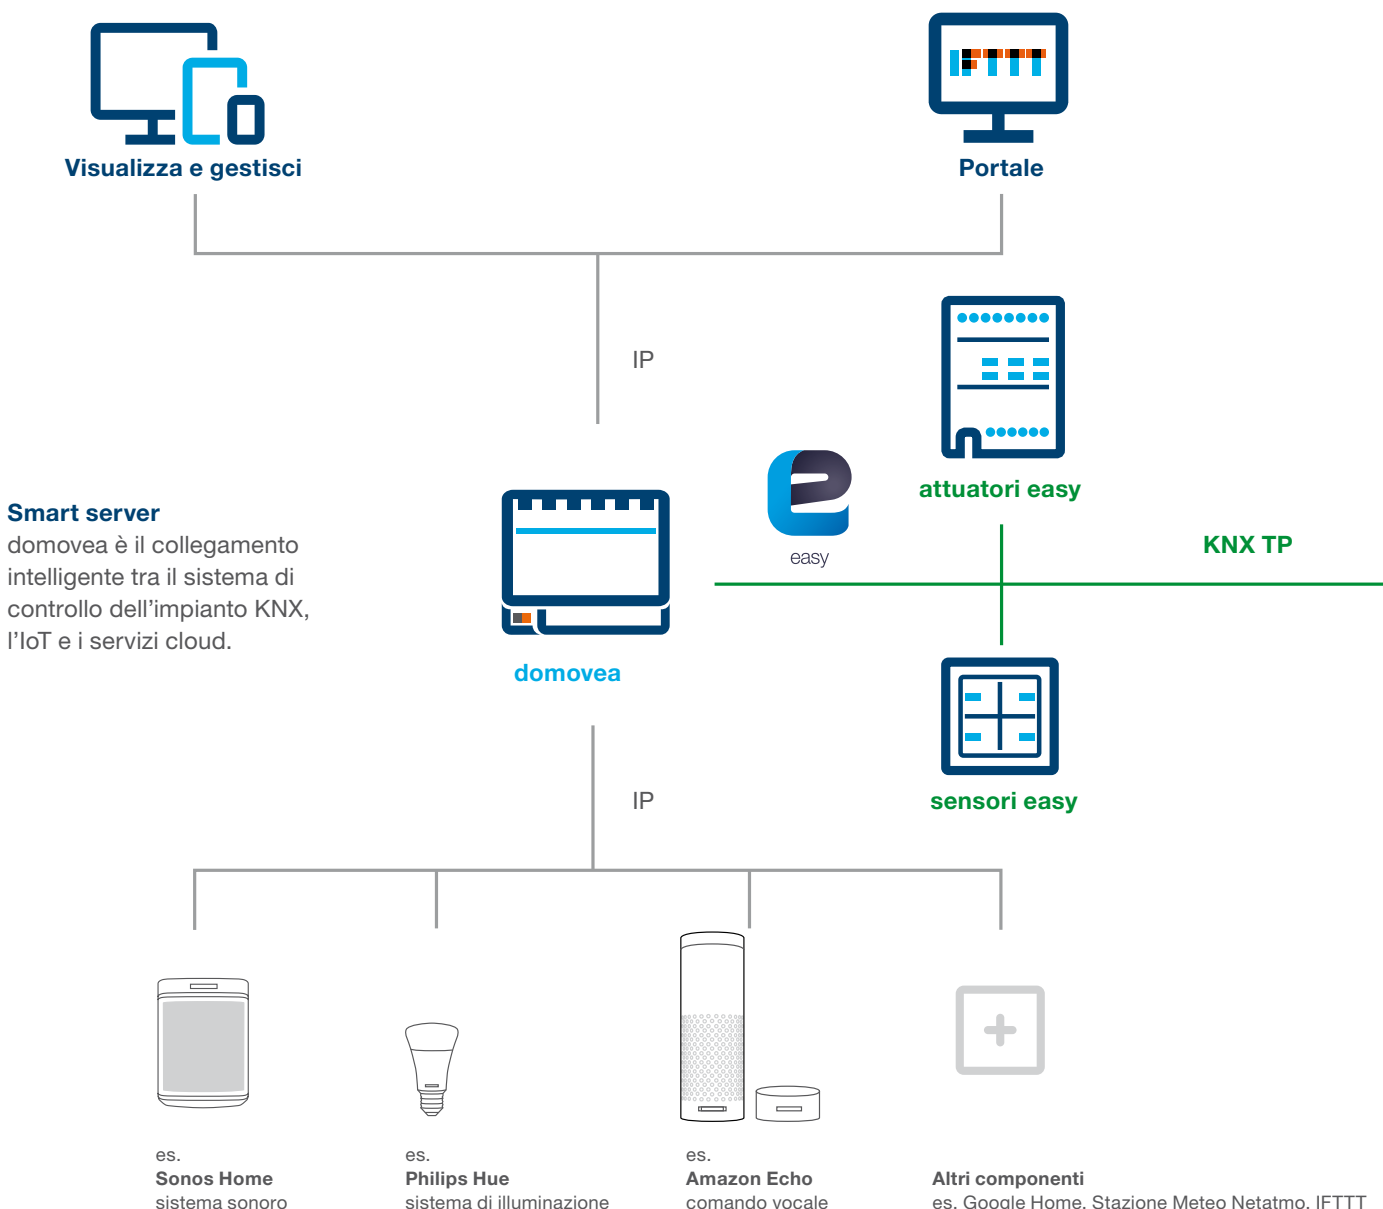 IFTTT
Visualizza e gestisci
Portale
IP
attuatori easy
easy
KNX TP
Smart server
domovea è il collegamento
intelligente tra il sistema di
controllo dell’impianto KNX,
l’IoT e i servizi cloud.
domovea
sensori easy
IP
es.
Sonos Home
sistema sonoro
es.
Philips Hue
sistema di illuminazione
es.
Amazon Echo
comando vocale
Altri componenti
es. Google Home, Stazione Meteo Netatmo, IFTTT